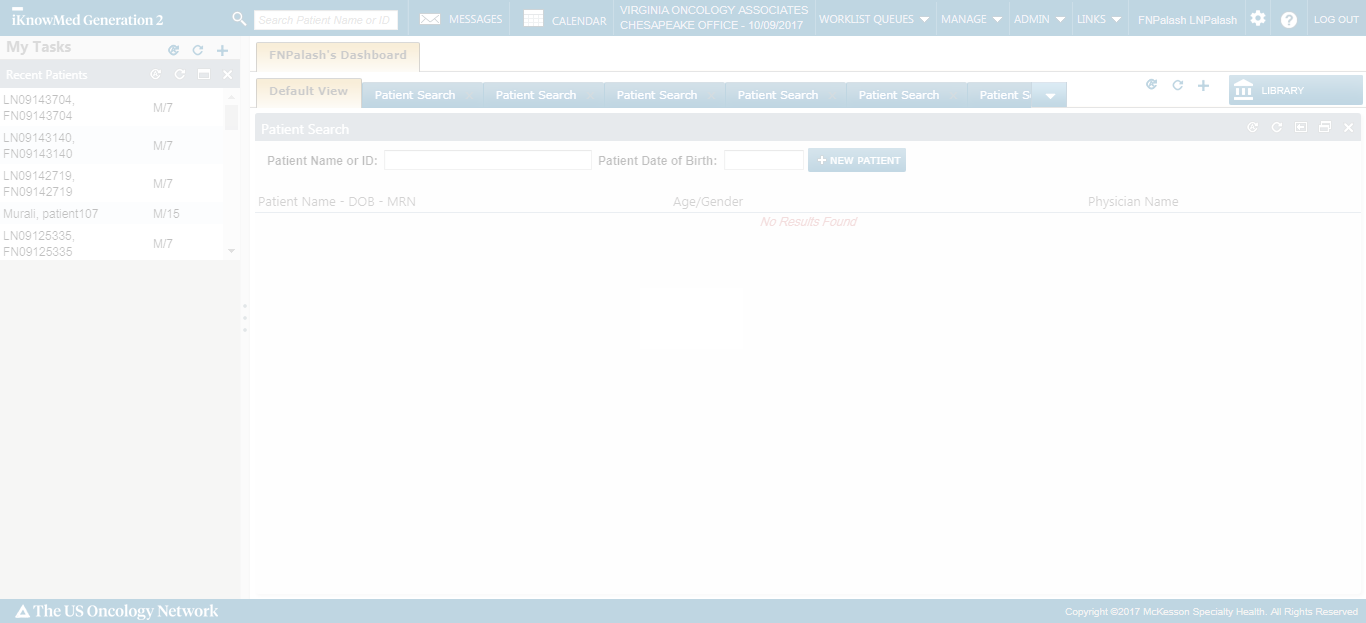 iKnowMed Generation 2
Search Patient Name or ID
MESSAGES
CALENDAR
VIRGINIA ONCOLOGY ASSOCIATES
CHESAPEAKE OFFICE - 10/09/2017
WORKLIST QUEUES
MANAGE
ADMIN
LINKS
FNPalash LNPalash
LOG OUT
My Tasks
Recent Patients
LN09143704,
FN09143704 M/7
LN09143140,
FN09143140 M/7
LN09142719,
FN09142719 M/7
Murali, patient107 M/15
LN09125335,
FN09125335 M/7
FNPalash's Dashboard
Default View
Patient Search
Patient Search
Patient Search
Patient Search
Patient Search
Patient S
LIBRARY
Patient Search
Patient Name or ID:
Patient Date of Birth:
+ NEW PATIENT
Patient Name - DOB - MRN Age/Gender Physician Name
No Results Found
The US Oncology Network
Copyright ©2017 McKesson Specialty Health. All Rights Reserved